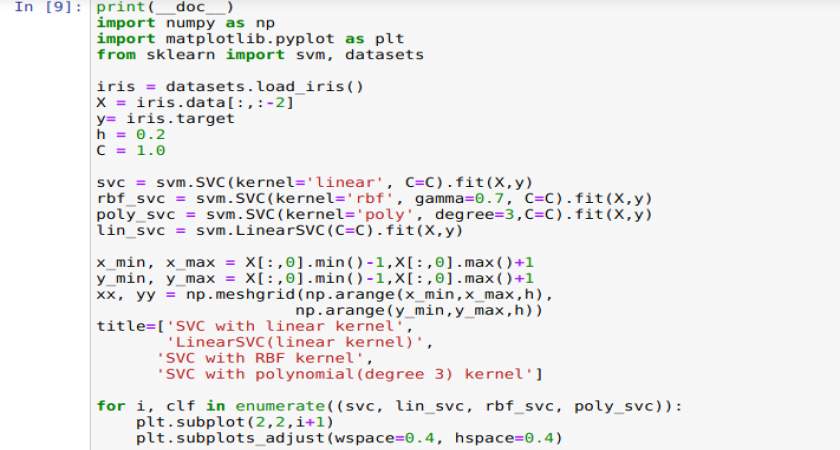 In [9]: print(__doc__)
import numpy as np
import matplotlib.pyplot as plt
from sklearn import svm, datasets
iris = datasets.load_iris()
X = iris.data[:,:-2]
y= iris.target
h = 0.2
C = 1.0
svc = svm.SVC(kernel='linear', C=C).fit(X,y)
rbf_svc = svm.SVC(kernel='rbf', gamma=0.7, C=C).fit(X,y)
poly_svc = svm.SVC(kernel='poly', degree=3,C=C).fit(X,y)
lin_svc = svm.LinearSVC(C=C).fit(X,y)
x_min, x_max = X[:,0].min()-1,X[:,0].max()+1
y_min, y_max = X[:,0].min()-1,X[:,0].max()+1
xx, yy = np.meshgrid(np.arange(x_min,x_max,h),
np.arange(y_min,y_max,h))
title=['SVC with linear kernel',
'LinearSVC(linear kernel)',
'SVC with RBF kernel',
'SVC with polynomial(degree 3) kernel']
for i, clf in enumerate((svc, lin_svc, rbf_svc, poly_svc)):
plt.subplot(2,2,i+1)
plt.subplots_adjust(wspace=0.4, hspace=0.4)